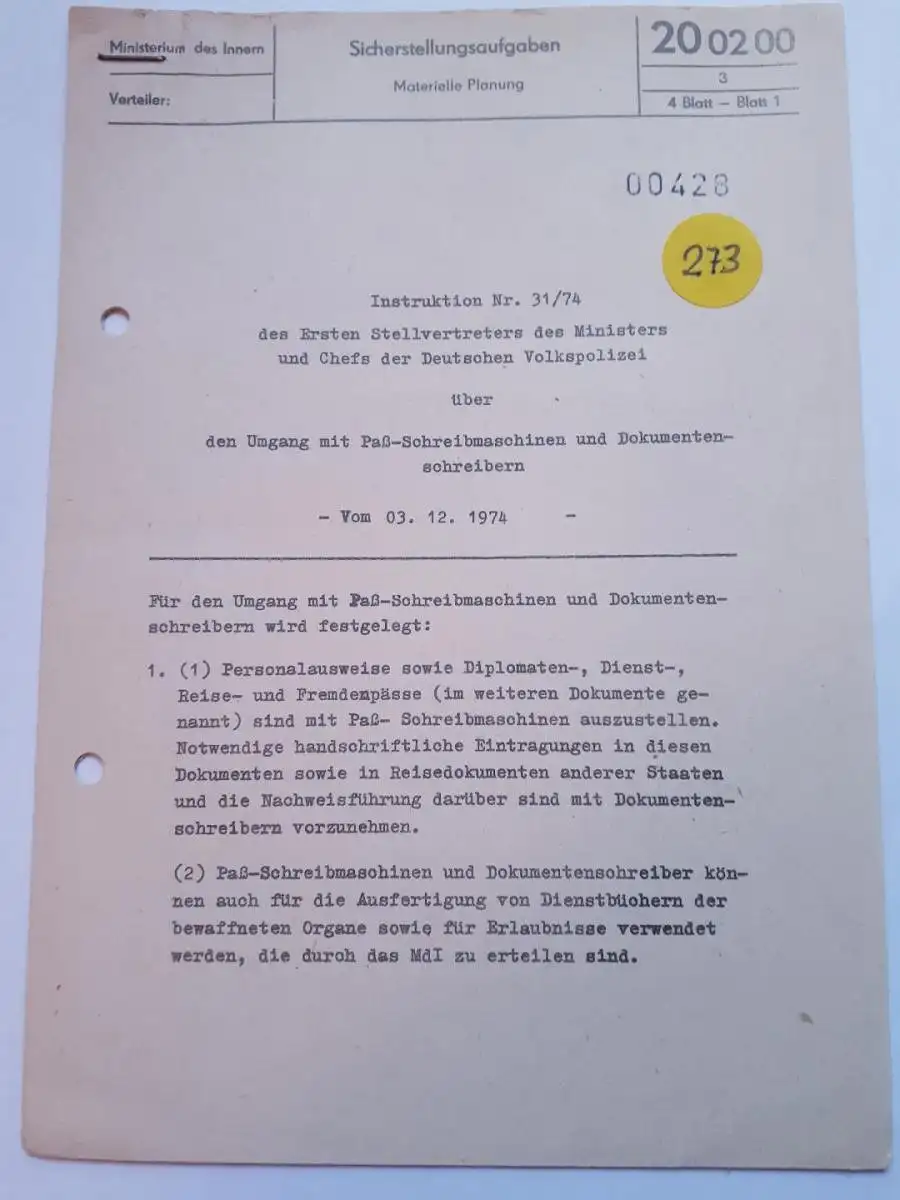 Ministerium des Innern
Verteiler:
Sicherstellungsaufgaben
Materielle Planung
20 02 00
3
4 Blatt — Blatt 1
00428
273
Instruktion Nr. 31/74
des Ersten Stellvertreters des Ministers
und Chefs der Deutschen Volkspolizei
über
den Umgang mit Paß-Schreibmaschinen und Dokumenten-
schreibern
- Vom 03. 12. 1974 -
Für den Umgang mit Paß-Schreibmaschinen und Dokumenten-
schreibern wird festgelegt:
1. (1) Personalausweise sowie Diplomaten-, Dienst-,
Reise- und Fremdenpässe (im weiteren Dokumente ge-
nannt) sind mit Paß- Schreibmaschinen auszustellen.
Notwendige handschriftliche Eintragungen in diesen
Dokumenten sowie in Reisedokumenten anderer Staaten
und die Nachweisführung darüber sind mit Dokumenten-
schreibern vorzunehmen.
(2) Paß-Schreibmaschinen und Dokumentenschreiber kön-
nen auch für die Ausfertigung von Dienstbüchern der
bewaffneten Organe sowie für Erlaubnisse verwendet
werden, die durch das MdI zu erteilen sind.